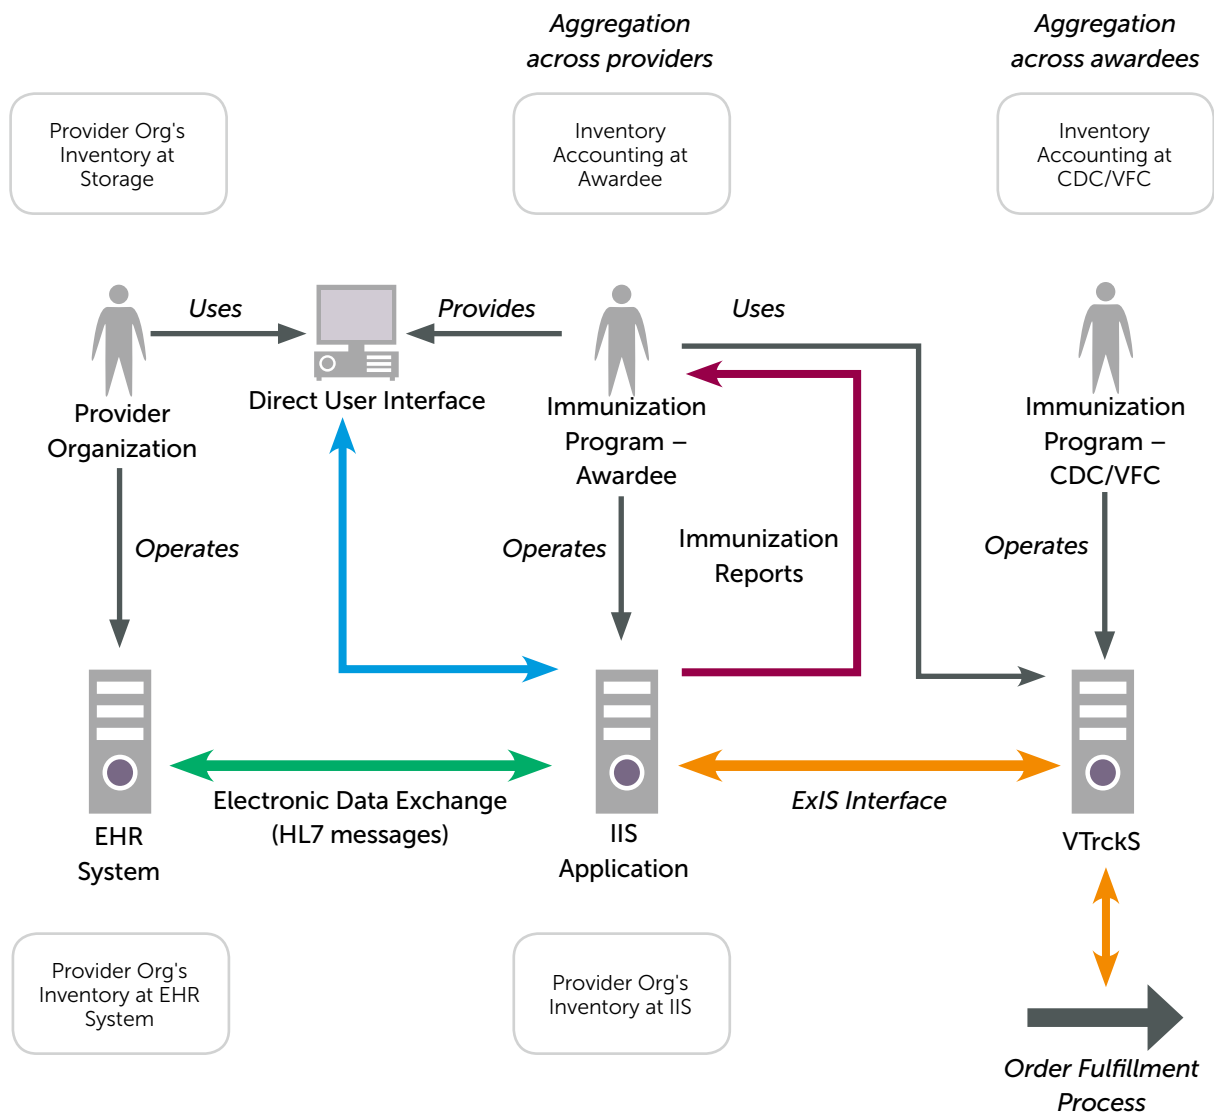 Aggregation
across providers
Aggregation
across awardees
Provider Org's
Inventory at
Storage
Inventory
Accounting at
Awardee
Inventory
Accounting at
CDC/VFC
Uses
Provides
Uses
Direct User Interface
Provider
Organization
Immunization
Program –
Awardee
Immunization
Program –
CDC/VFC
Operates
Operates
Immunization
Reports
Operates
Electronic Data Exchange
(HL7 messages)
ExIS Interface
EHR
System
IIS
Application
VTrckS
Provider Org's
Inventory at EHR
System
Provider Org's
Inventory at IIS
Order Fulfillment
Process